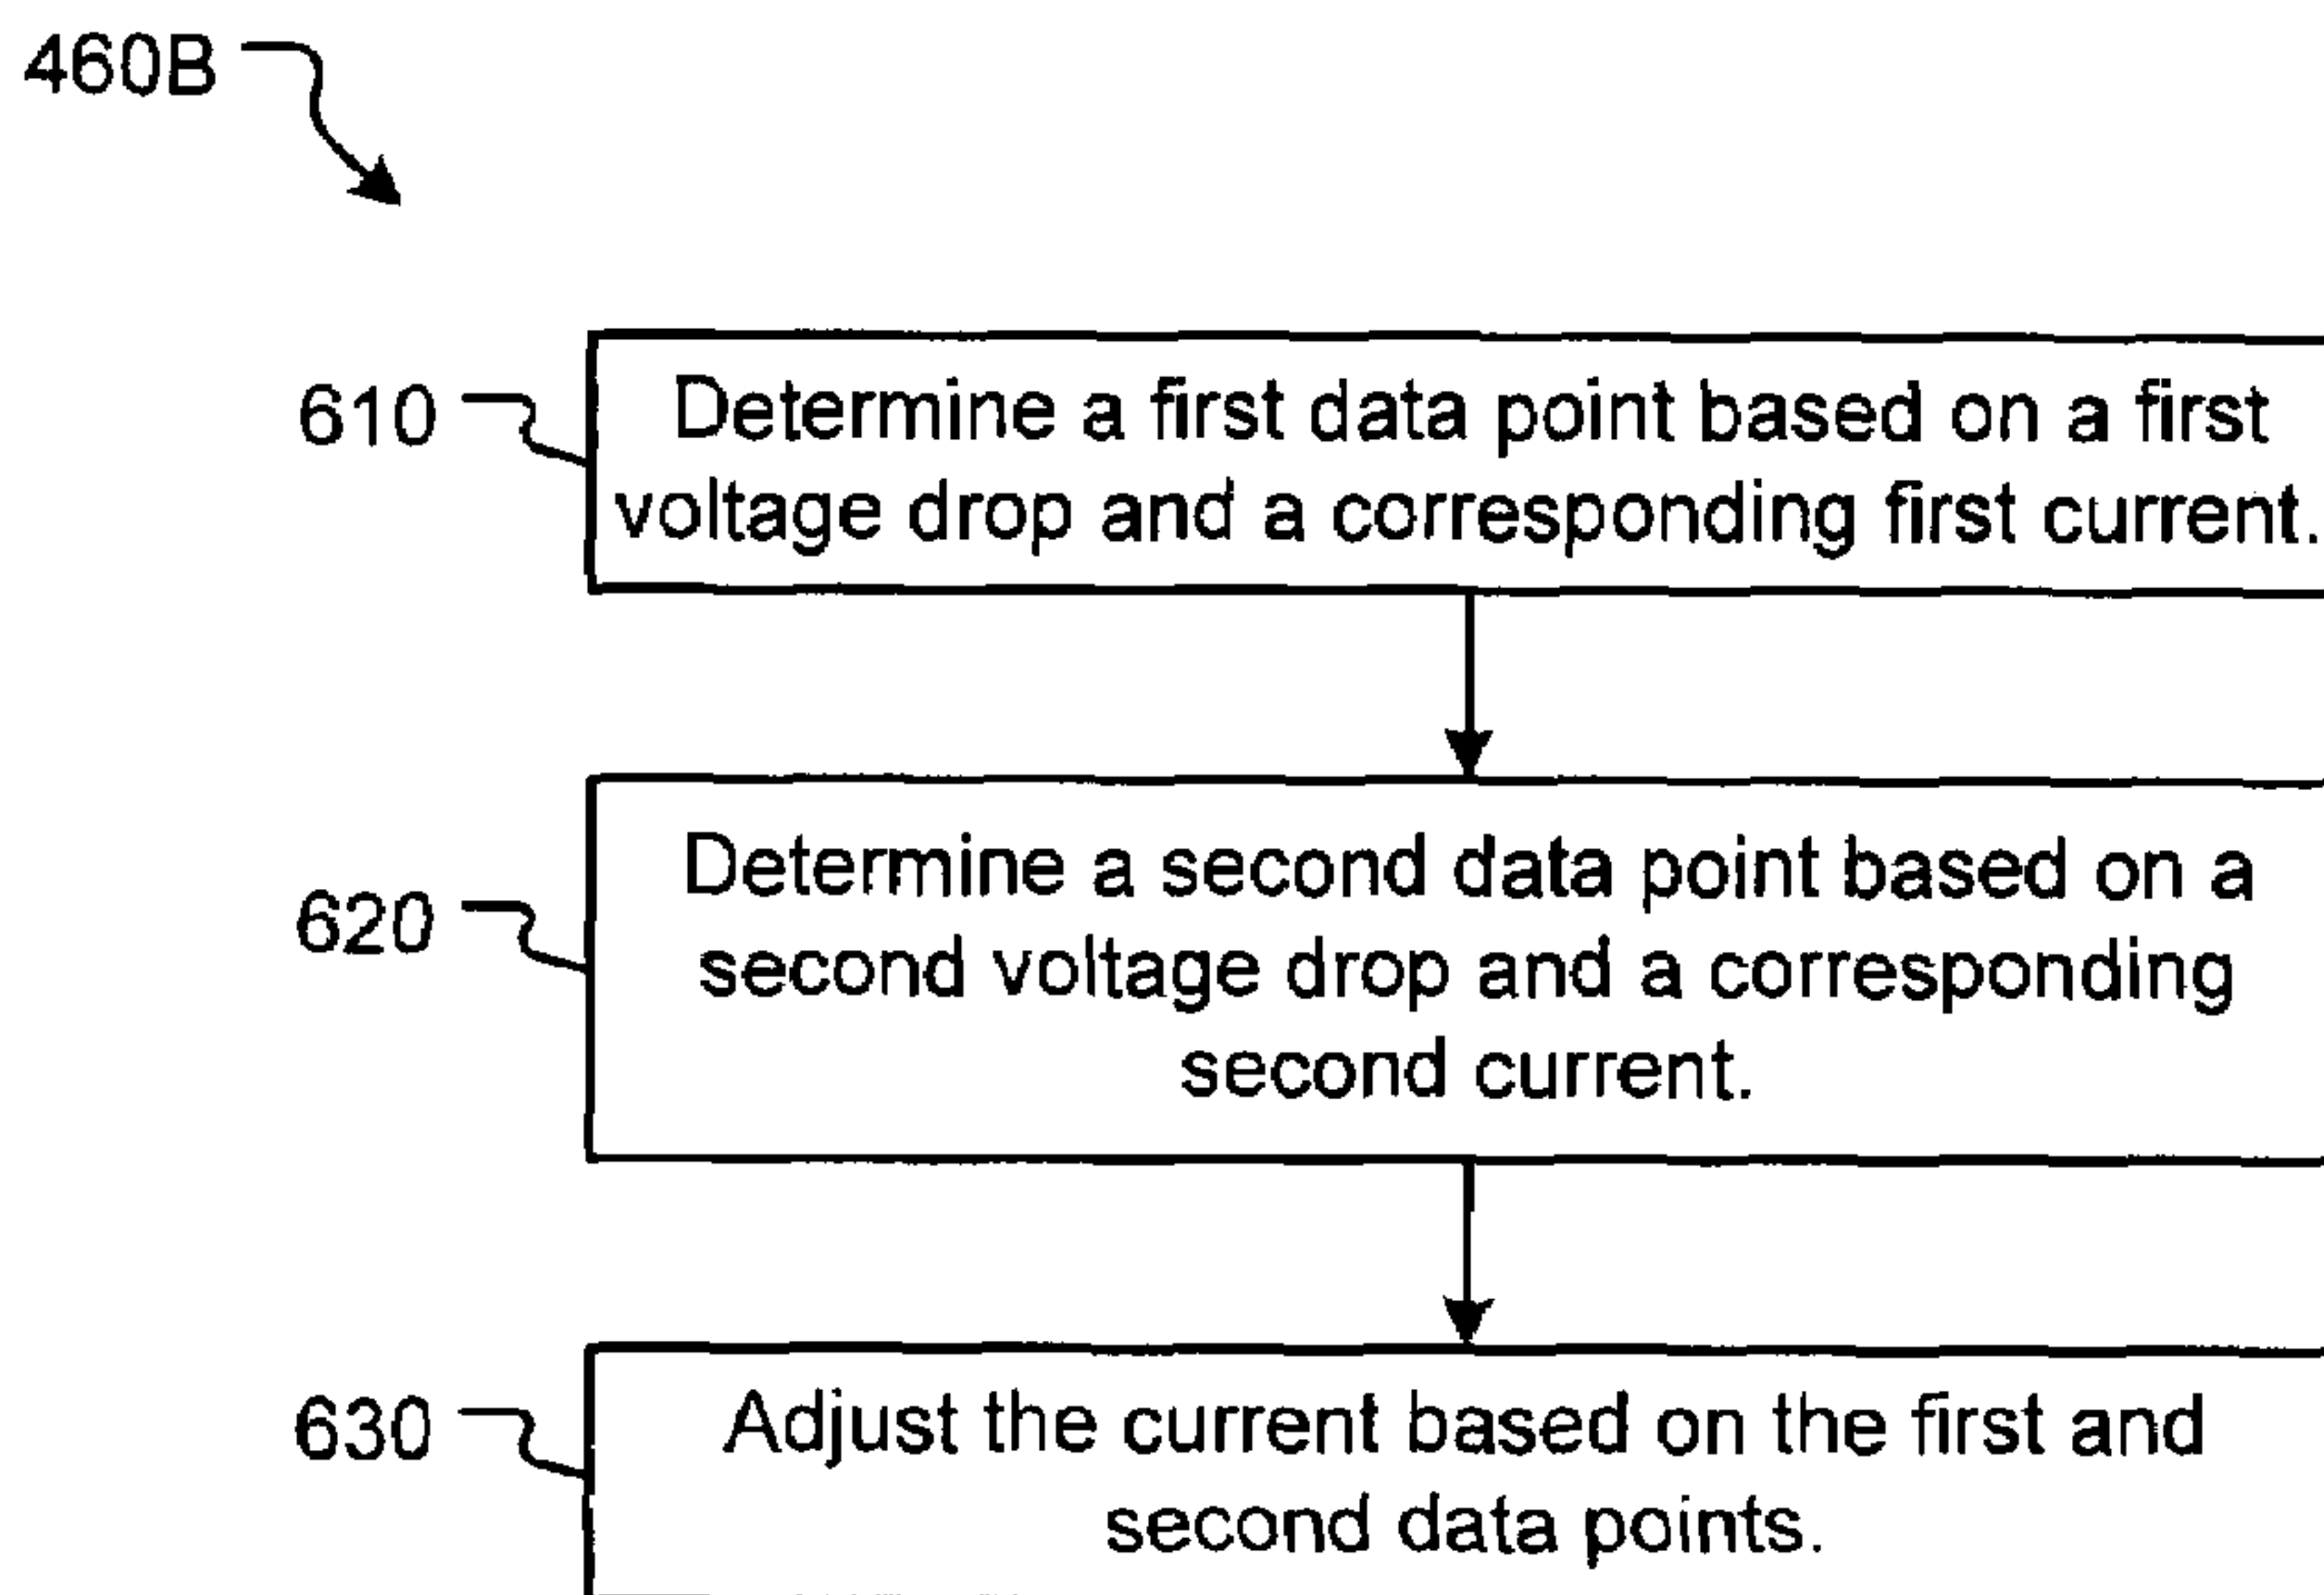 460B
610
Determine a first data point based on a first
voltage drop and a corresponding first current.
620
Determine a second data point based on a
second voltage drop and a corresponding
second current.
630
Adjust the current based on the first and
second data points.